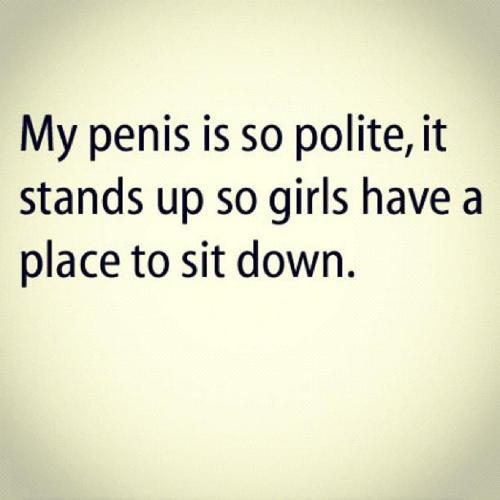 My penis is so polite, it
stands up so girls have a
place to sit down.